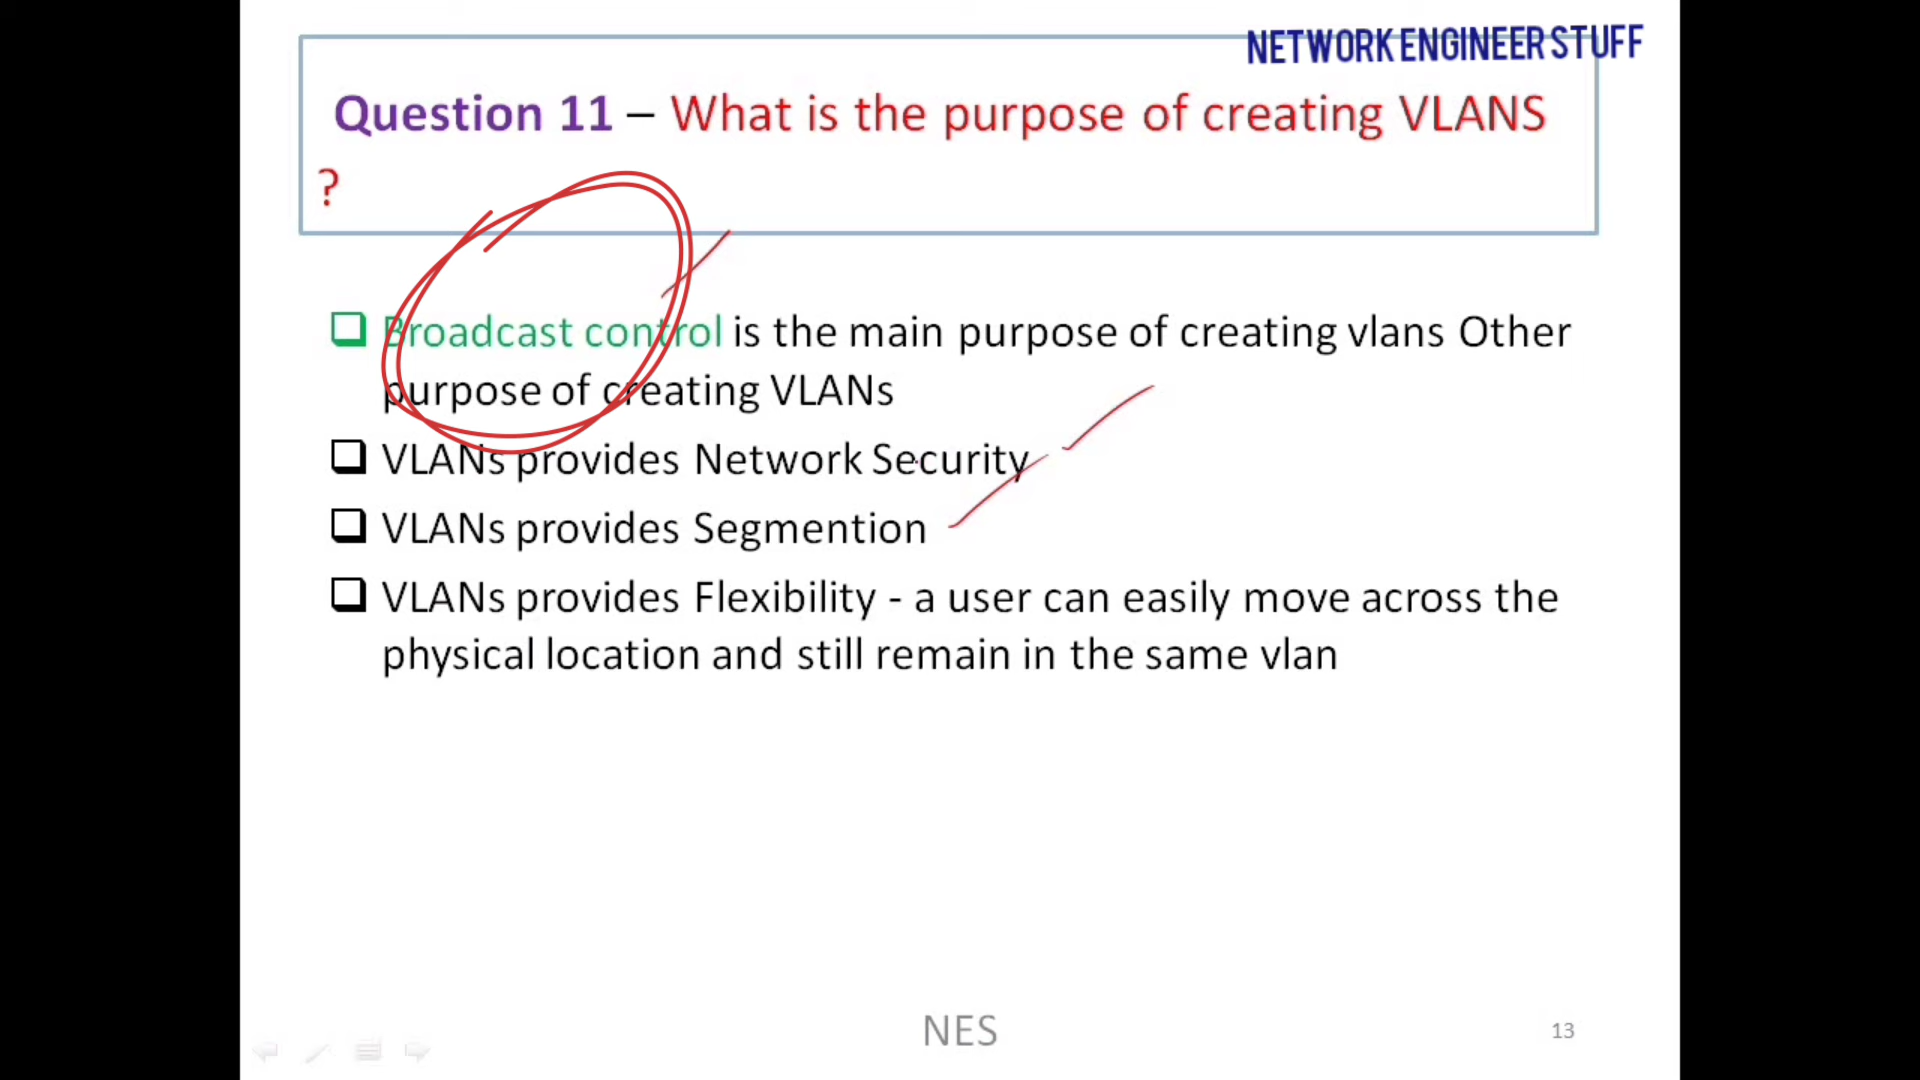 NETWORK ENGINEER STUFF
Question 11 – What is the purpose of creating VLANS
?
Broadcast control is the main purpose of creating vlans Other
purpose of creating VLANs
VLANs provides Network Security
VLANs provides Segmention
VLANs provides Flexibility - a user can easily move across the
physical location and still remain in the same vlan
NES
13